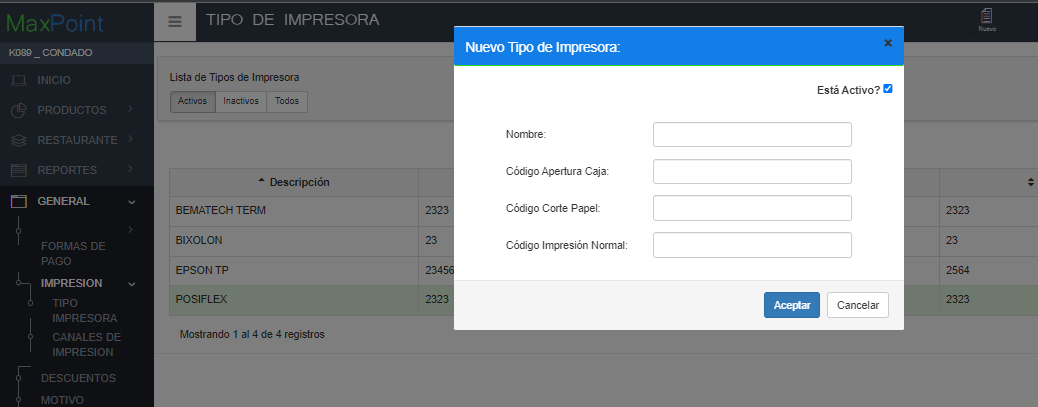 MaxPoint
TIPO DE IMPRESORA
Nuevo
K089 _ CONDADO
INICIO
PRODUCTOS
RESTAURANTE
REPORTES
GENERAL
FORMAS DE
PAGO
IMPRESION
TIPO
IMPRESORA
CANALES DE
IMPRESION
DESCUENTOS
MOTIVO
Lista de Tipos de Impresora
Activos Inactivos Todos
Descripción
BEMATECH TERM 2323 2323
BIXOLON 23 23
EPSON TP 23456 2564
POSIFLEX 2323 2323
Mostrando 1 al 4 de 4 registros
Nuevo Tipo de Impresora:
×
Está Activo?
Nombre:
Código Apertura Caja:
Código Corte Papel:
Código Impresión Normal:
Aceptar Cancelar